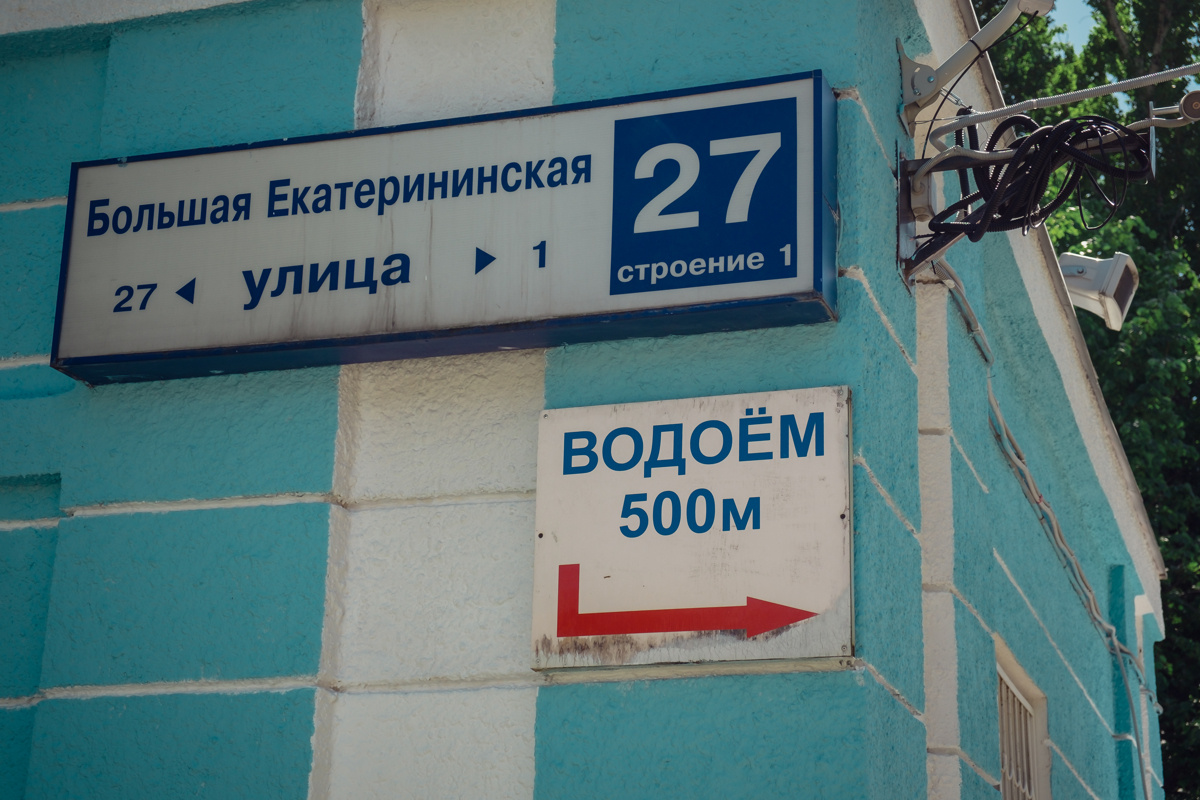 Большая Екатерининская
27 ◄ улица ► 1
27
строение 1
ВОДОЁМ
500м